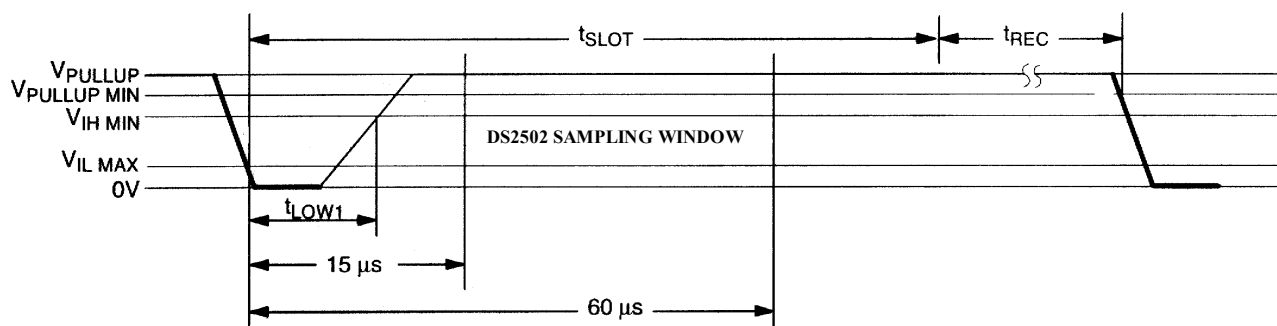 tSLOT
tREC
VPULLUP
VPULLUP MIN
VIH MIN
DS2502 SAMPLING WINDOW
VIL MAX
0V
tLOW1
15 μs
60 μs